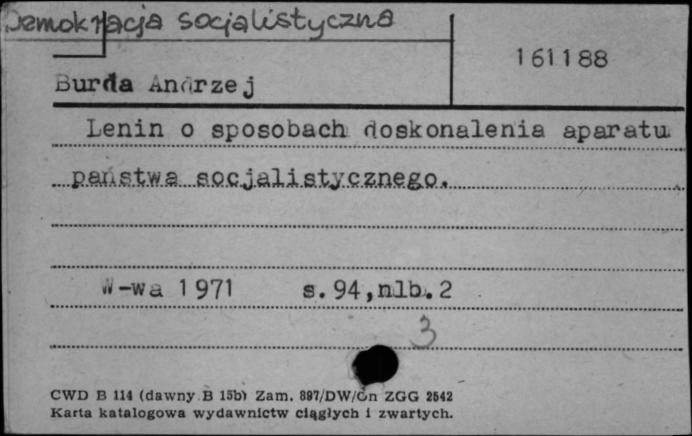 Demokracja socjalistyczna
161188
Burda Andrzej
Lenin o sposobach doskonalenia aparatu
państwa socjalistycznego.
W-wa 1971 s. 94,nlb. 2
3
CWD B 114 (dawny B 15b) Zam. 897/DW/Gn ZGG 2542
Karta katalogowa wydawnictw ciągłych i zwartych.